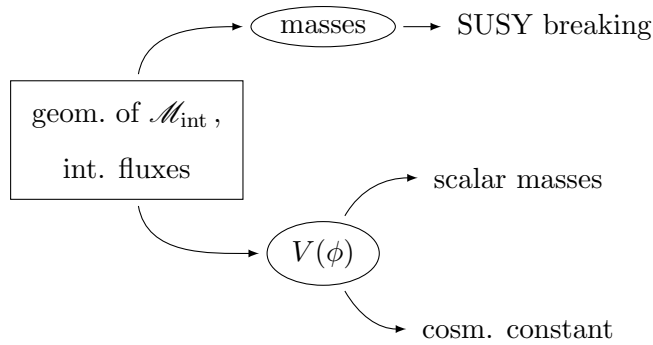 masses
SUSY breaking
geom. of ℳint ,
int. fluxes
scalar masses
V(ϕ)
cosm. constant